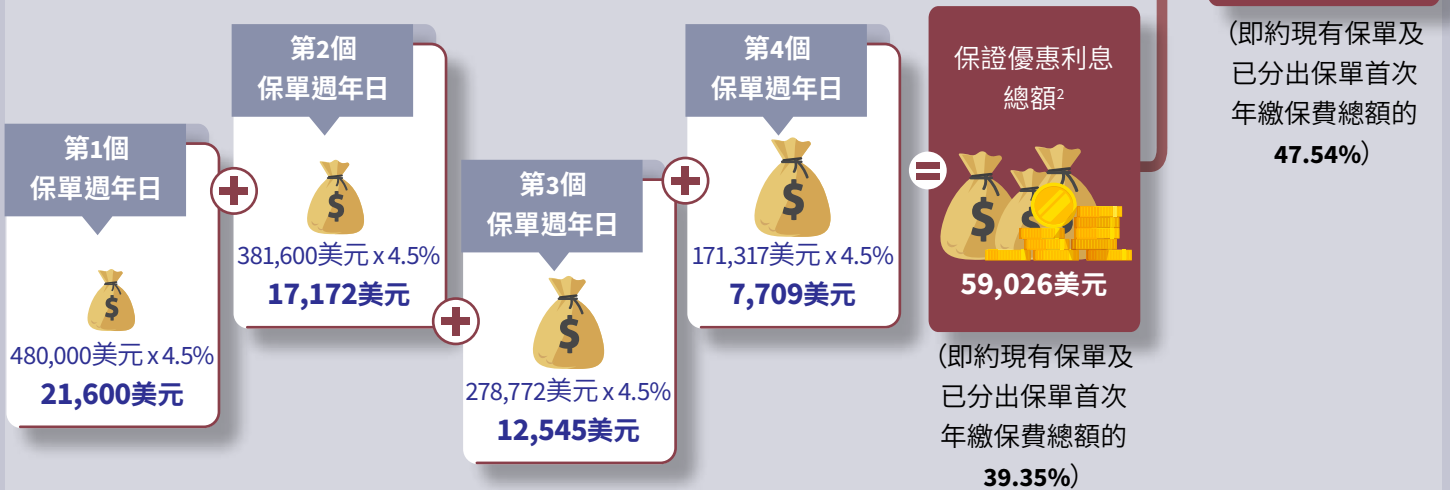 第1個
保單週年日
480,000美元 x 4.5%
21,600美元
第2個
保單週年日
381,600美元 x 4.5%
17,172美元
第3個
保單週年日
278,772美元 x 4.5%
12,545美元
第4個
保單週年日
171,317美元 x 4.5%
7,709美元
保證優惠利息
總額2
59,026美元
（即約現有保單及
已分出保單首次
年繳保費總額的
39.35%）
（即約現有保單及
已分出保單首次
年繳保費總額的
47.54%）